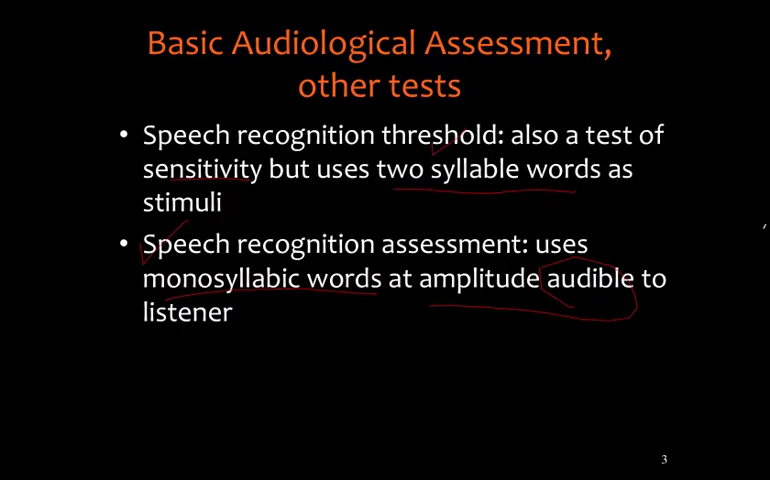 Basic Audiological Assessment,
other tests
• Speech recognition threshold: also a test of
sensitivity but uses two syllable words as
stimuli
• Speech recognition assessment: uses
monosyllabic words at amplitude audible to
listener
3